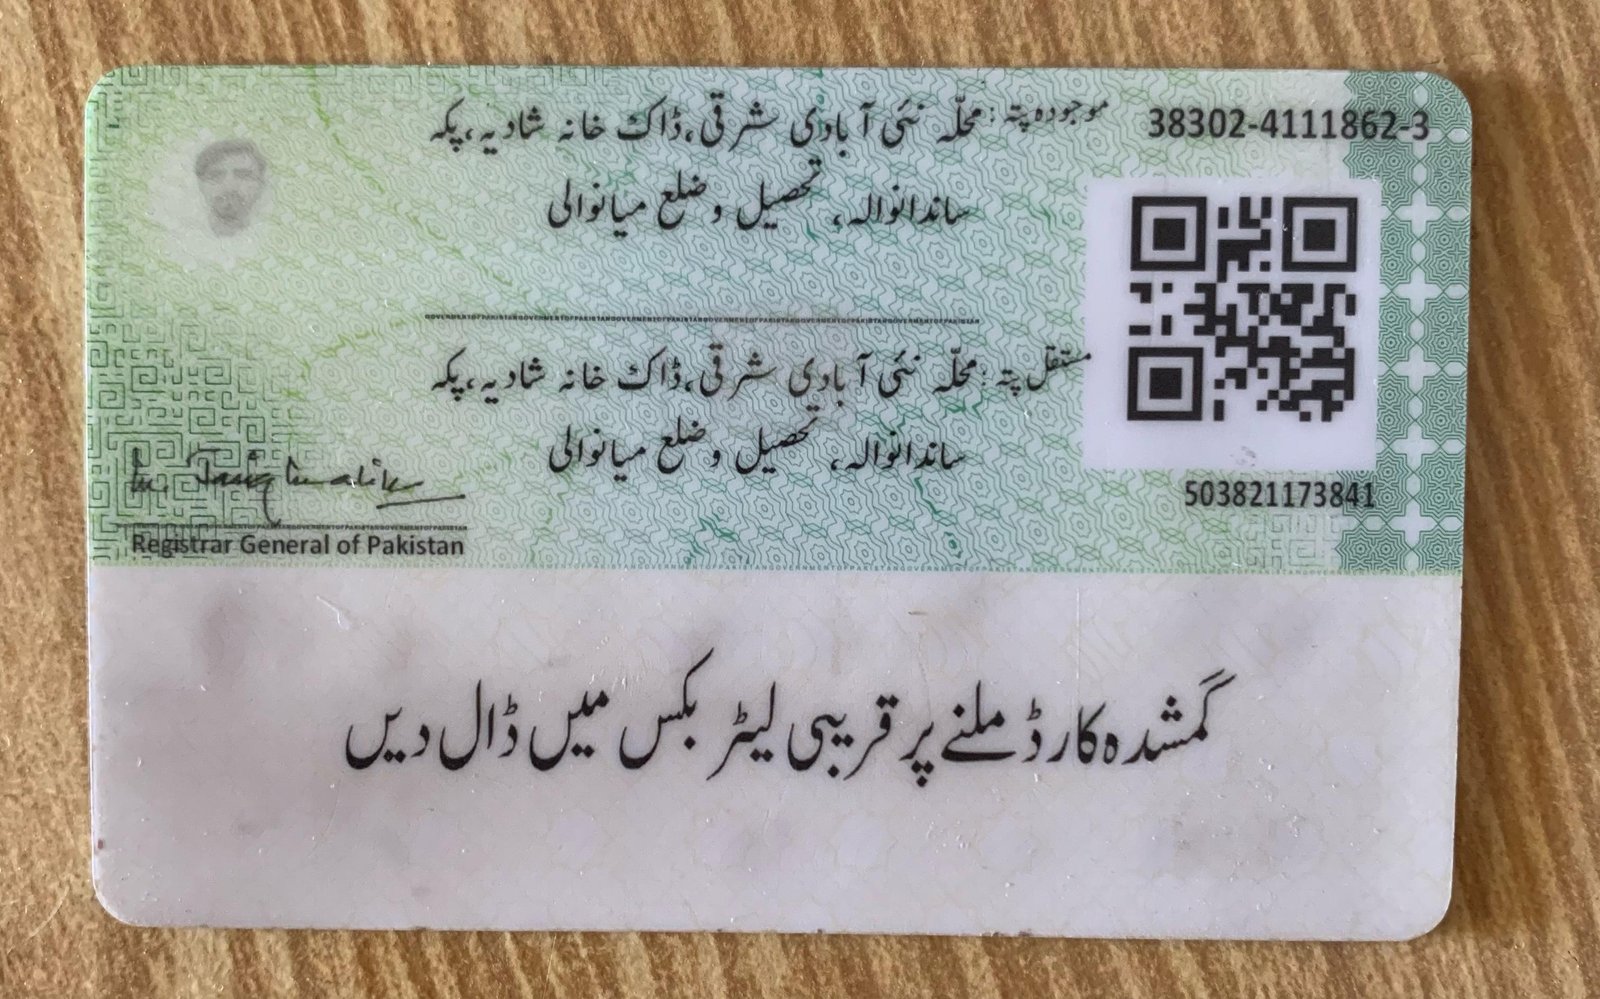 38302-4111862-3
موجودہ پتہ: محلّہ نئی آبادی شرقی، ڈاک خانہ شادیہ، پکہ
ساندانوالہ، تحصیل و ضلع میانوالی
مستقل پتہ: محلّہ نئی آبادی شرقی، ڈاک خانہ شادیہ، پکہ
ساندانوالہ، تحصیل و ضلع میانوالی
503821173841
Registrar General of Pakistan
گمشدہ کارڈ ملنے پر قریبی لیٹر بکس میں ڈال دیں